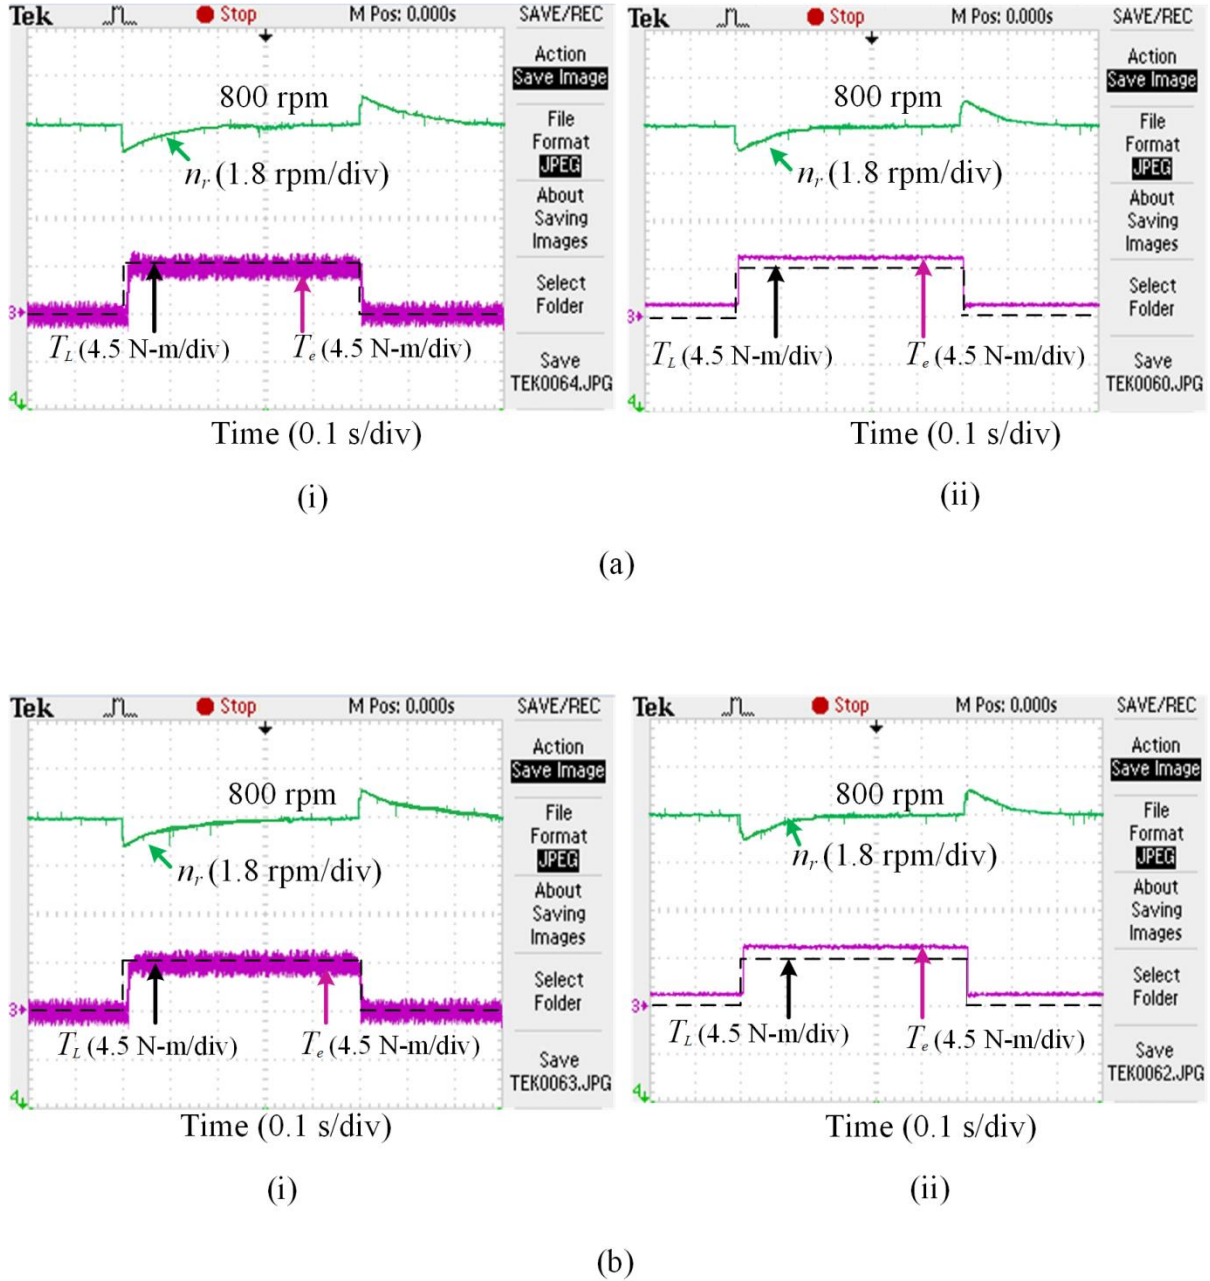 Tek Stop M Pos: 0.000s SAVE/REC
Action
Save Image
File
Format
JPEG
About
Saving
Images
Select
Folder
Save
TEK0064.JPG
800 rpm
n_r (1.8 rpm/div)
3
T_L (4.5 N-m/div) T_e (4.5 N-m/div)
4
Time (0.1 s/div)
(i)
Tek Stop M Pos: 0.000s SAVE/REC
Action
Save Image
File
Format
JPEG
About
Saving
Images
Select
Folder
Save
TEK0060.JPG
800 rpm
n_r (1.8 rpm/div)
3
T_L (4.5 N-m/div) T_e (4.5 N-m/div)
4
Time (0.1 s/div)
(ii)
(a)
Tek Stop M Pos: 0.000s SAVE/REC
Action
Save Image
File
Format
JPEG
About
Saving
Images
Select
Folder
Save
TEK0063.JPG
800 rpm
n_r (1.8 rpm/div)
3
T_L (4.5 N-m/div) T_e (4.5 N-m/div)
4
Time (0.1 s/div)
(i)
Tek Stop M Pos: 0.000s SAVE/REC
Action
Save Image
File
Format
JPEG
About
Saving
Images
Select
Folder
Save
TEK0062.JPG
800 rpm
n_r (1.8 rpm/div)
3
T_L (4.5 N-m/div) T_e (4.5 N-m/div)
4
Time (0.1 s/div)
(ii)
(b)